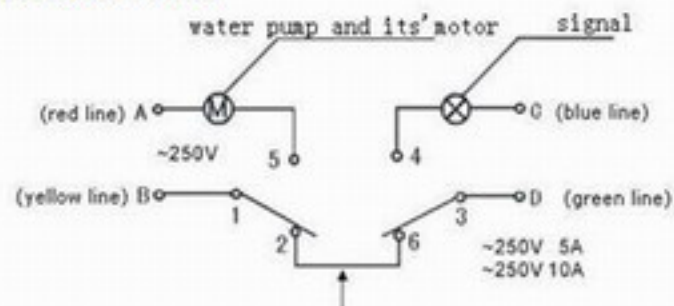 water pump and its' motor
signal
(red line) A
M
C (blue line)
~250V
5
4
(yellow line) B
1
3
D (green line)
2
6
~250V 5A
~250V 10A